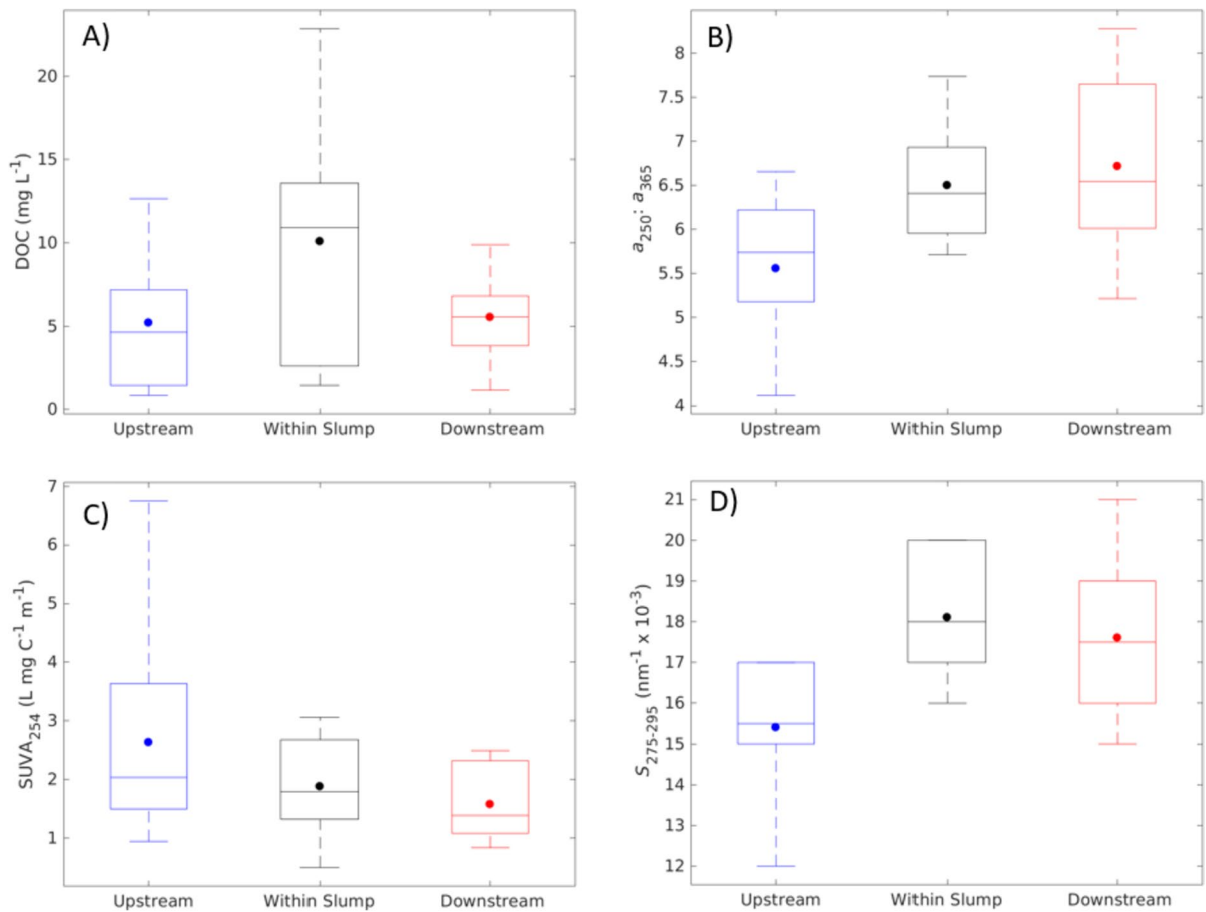 A)
DOC (mg L⁻¹)
20
15
10
5
0
Upstream Within Slump Downstream
B)
a₂₅₀: a₃₆₅
8
7.5
7
6.5
6
5.5
5
4.5
4
Upstream Within Slump Downstream
C)
SUVA₂₅₄ (L mg C⁻¹ m⁻¹)
7
6
5
4
3
2
1
Upstream Within Slump Downstream
D)
S₂₇₅₋₂₉₅ (nm⁻¹ x 10⁻³)
21
20
19
18
17
16
15
14
13
12
Upstream Within Slump Downstream